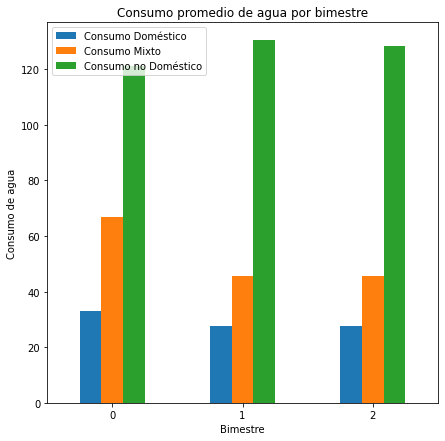 Consumo promedio de agua por bimestre
Consumo Doméstico
Consumo Mixto
Consumo no Doméstico
Consumo de agua
120
100
80
60
40
20
0
0
1
2
Bimestre